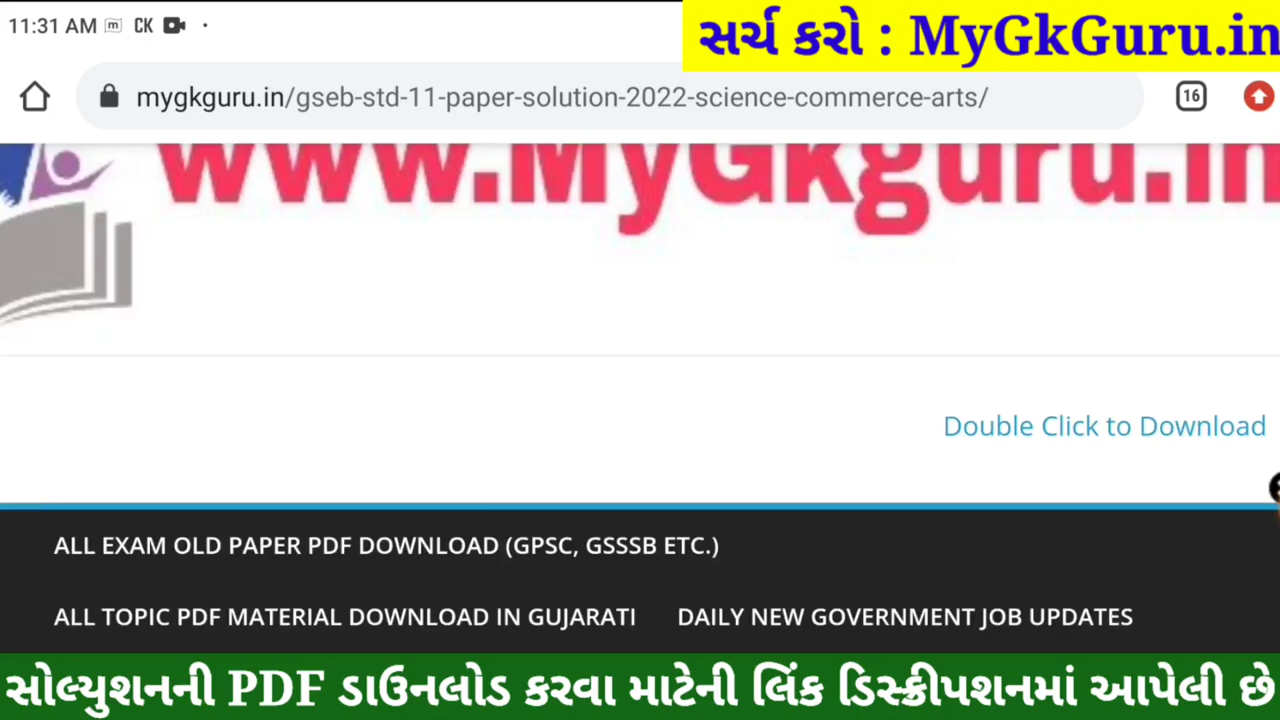 11:31 AM m CK
સર્ચ કરો : MyGkGuru.in
mygkguru.in/gseb-std-11-paper-solution-2022-science-commerce-arts/
16
www.MyGkguru.in
Double Click to Download
ALL EXAM OLD PAPER PDF DOWNLOAD (GPSC, GSSSB ETC.)
ALL TOPIC PDF MATERIAL DOWNLOAD IN GUJARATI DAILY NEW GOVERNMENT JOB UPDATES
સોલ્યુશનની PDF ડાઉનલોડ કરવા માટેની લિંક ડિસ્ક્રીપશનમાં આપેલી છે